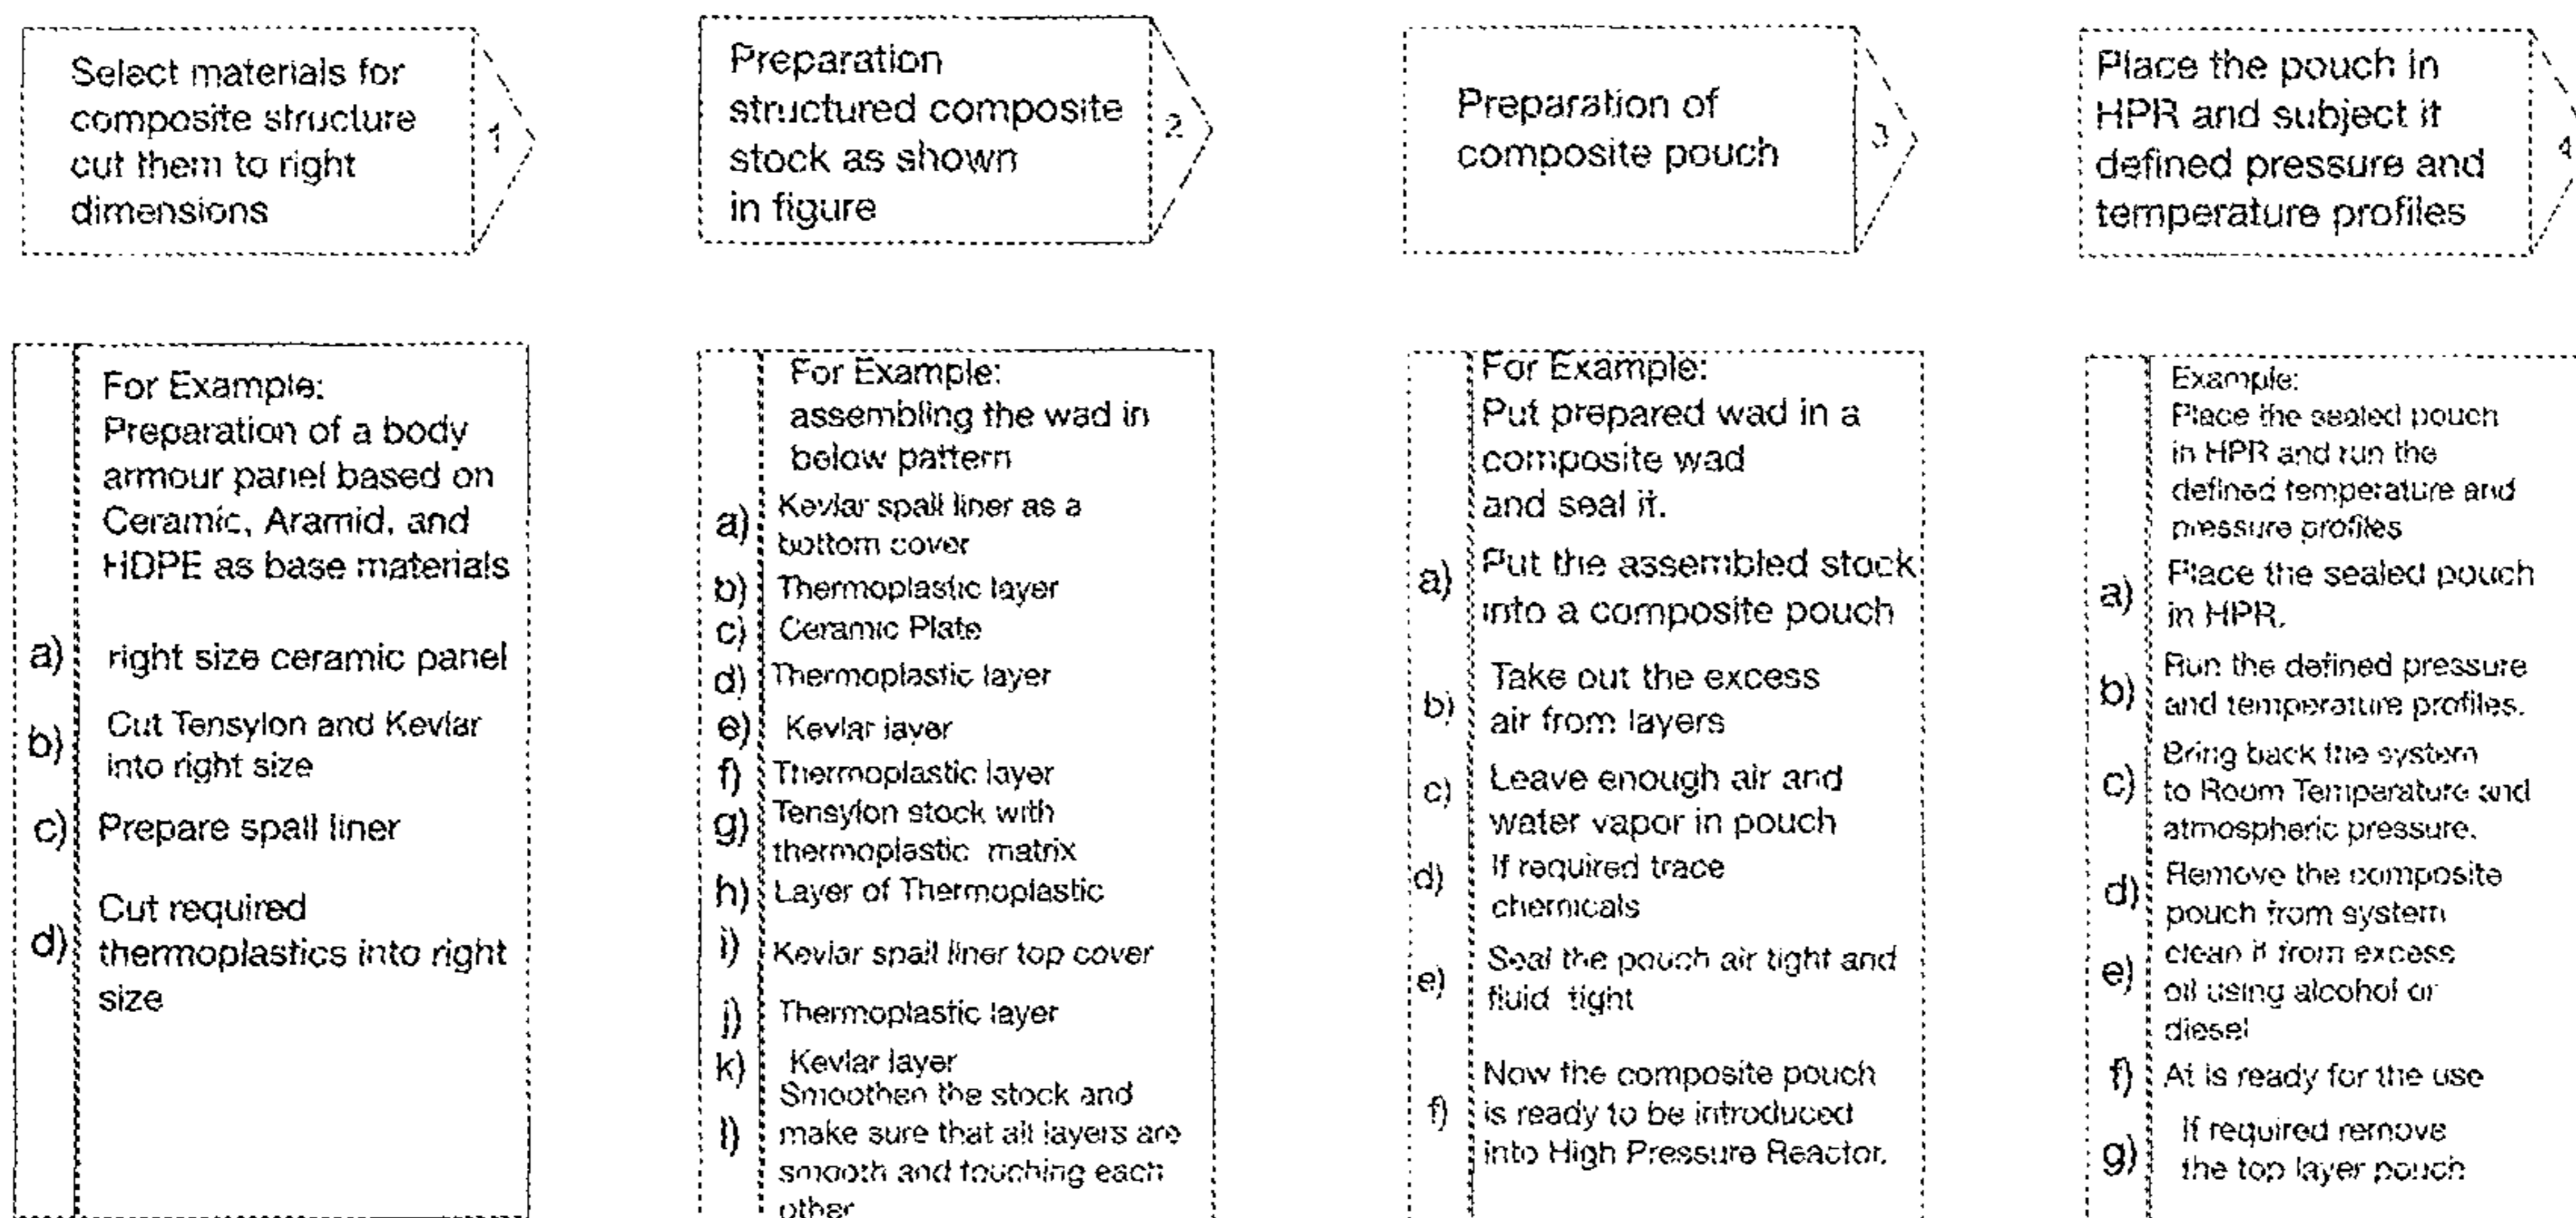 Select materials for
composite structure
cut them to right
dimensions
1
Preparation
structured composite
stock as shown
in figure
2
Preparation of
composite pouch
3
Place the pouch in
HPR and subject it
defined pressure and
temperature profiles
4
For Example:
Preparation of a body
armour panel based on
Ceramic, Aramid, and
HDPE as base materials
a) right size ceramic panel
b) Cut Tensylon and Kevlar
into right size
c) Prepare spall liner
d) Cut required
thermoplastics into right
size
For Example:
assembling the wad in
below pattern
a) Kevlar spall liner as a
bottom cover
b) Thermoplastic layer
c) Ceramic Plate
d) Thermoplastic layer
e) Kevlar layer
f) Thermoplastic layer
g) Tensylon stock with
thermoplastic matrix
h) Layer of Thermoplastic
i) Kevlar spall liner top cover
j) Thermoplastic layer
k) Kevlar layer
l) Smoothen the stock and
make sure that all layers are
smooth and touching each
other
For Example:
Put prepared wad in a
composite wad
and seal it.
a) Put the assembled stock
into a composite pouch
b) Take out the excess
air from layers
c) Leave enough air and
water vapor in pouch
d) If required trace
chemicals
e) Seal the pouch air tight and
fluid tight
f) Now the composite pouch
is ready to be introduced
into High Pressure Reactor.
Example:
Place the sealed pouch
in HPR and run the
defined temperature and
pressure profiles
a) Place the sealed pouch
in HPR.
b) Run the defined pressure
and temperature profiles.
c) Bring back the system
to Room Temperature and
atmospheric pressure.
d) Remove the composite
pouch from system
e) clean it from excess
oil using alcohol or
diesel
f) At is ready for the use
g) If required remove
the top layer pouch